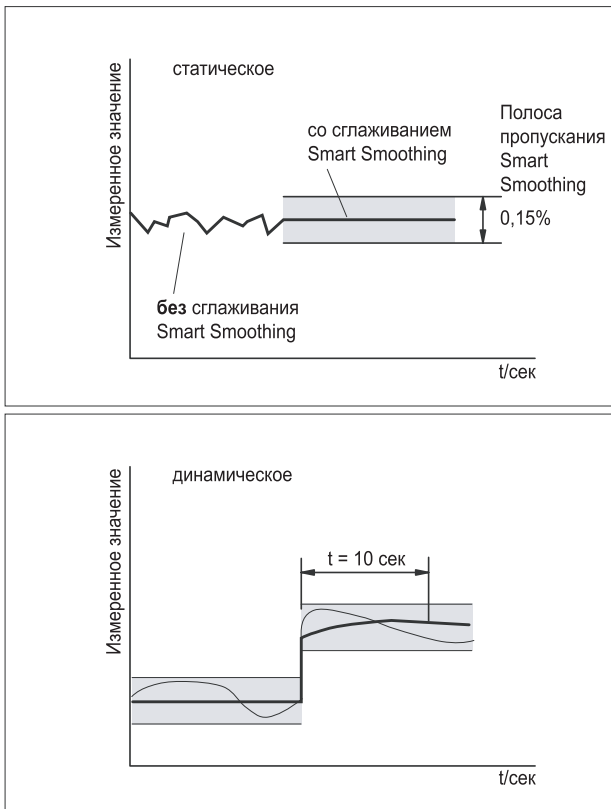 статическое
Измеренное значение
со сглаживанием
Smart Smoothing
Полоса
пропускания
Smart
Smoothing
0,15%
без сглаживания
Smart Smoothing
t/сек
динамическое
Измеренное значение
t = 10 сек
t/сек